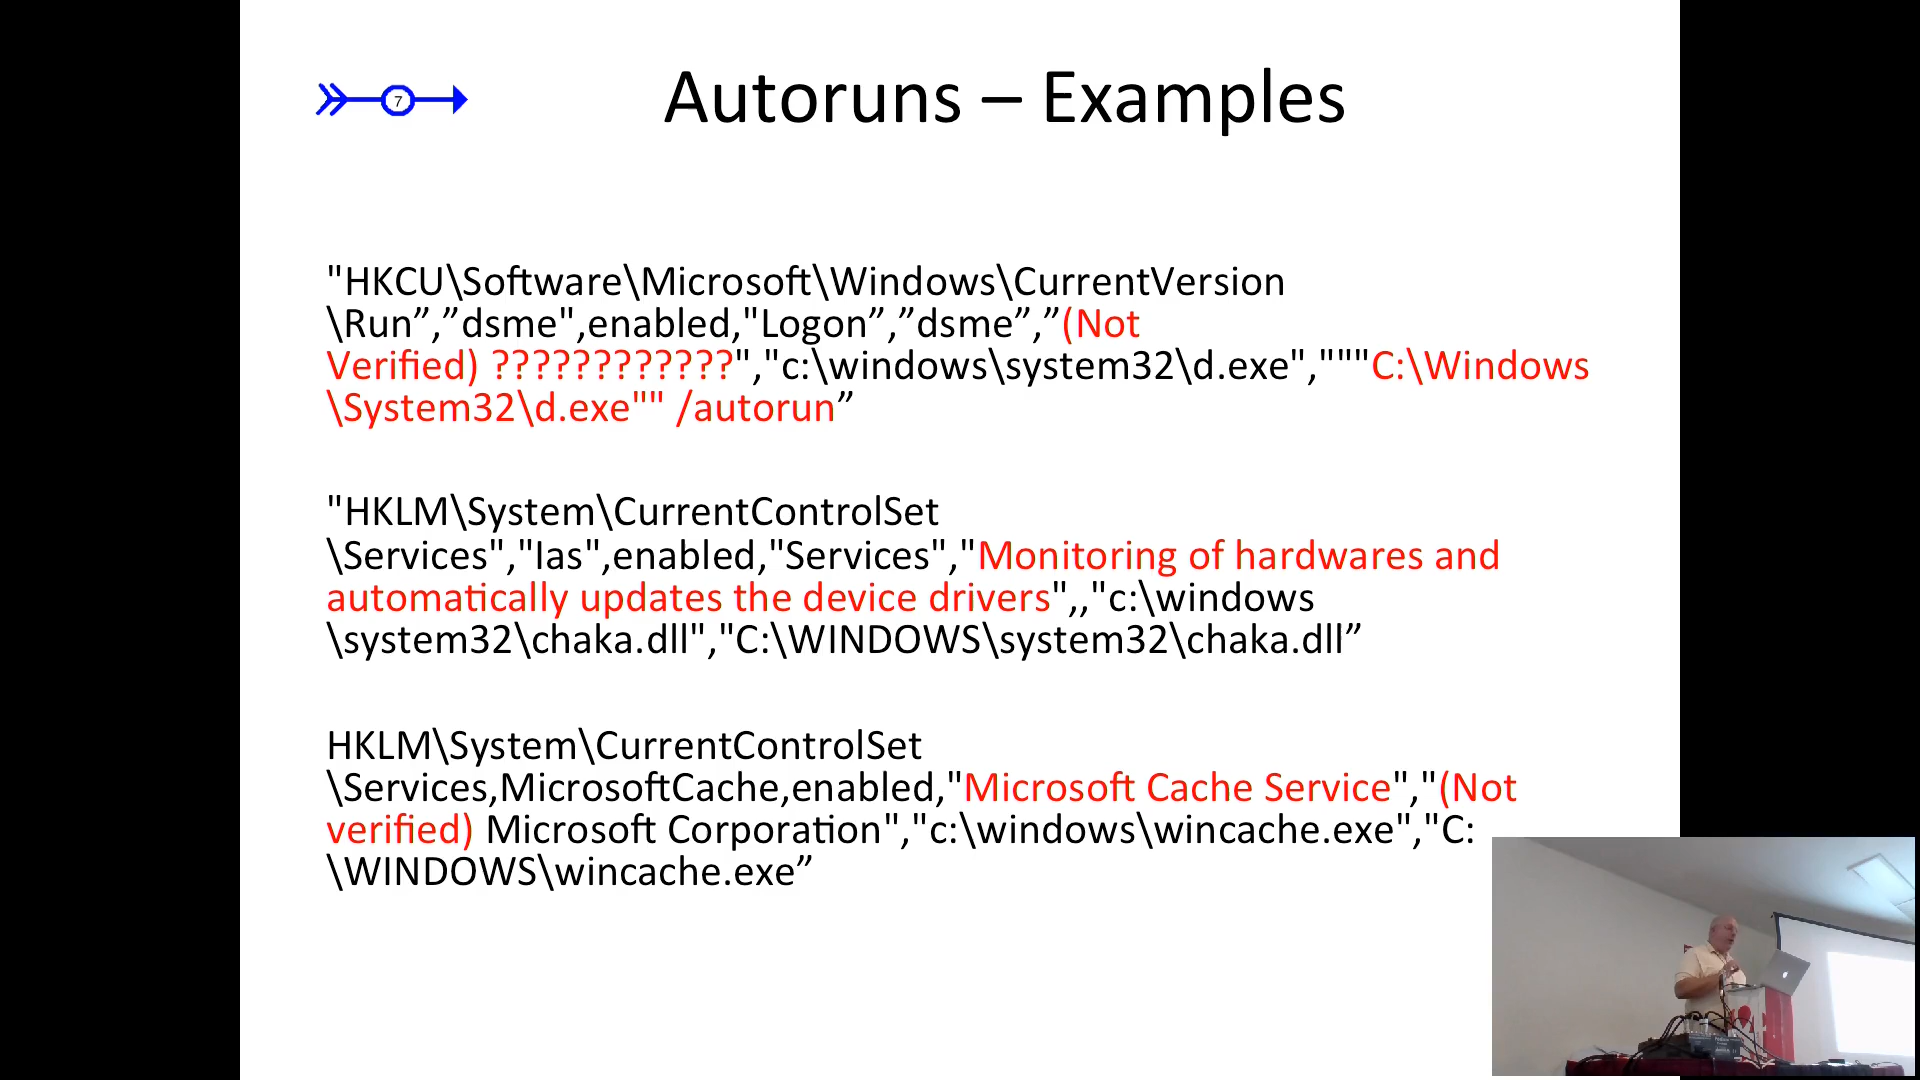 7
Autoruns – Examples
"HKCU\Software\Microsoft\Windows\CurrentVersion
\Run”,”dsme",enabled,"Logon”,”dsme”,”(Not
Verified) ????????????","c:\windows\system32\d.exe","""C:\Windows
\System32\d.exe"" /autorun”
"HKLM\System\CurrentControlSet
\Services","Ias",enabled,"Services","Monitoring of hardwares and
automatically updates the device drivers",,"c:\windows
\system32\chaka.dll","C:\WINDOWS\system32\chaka.dll”
HKLM\System\CurrentControlSet
\Services,MicrosoftCache,enabled,"Microsoft Cache Service","(Not
verified) Microsoft Corporation","c:\windows\wincache.exe","C:
\WINDOWS\wincache.exe”